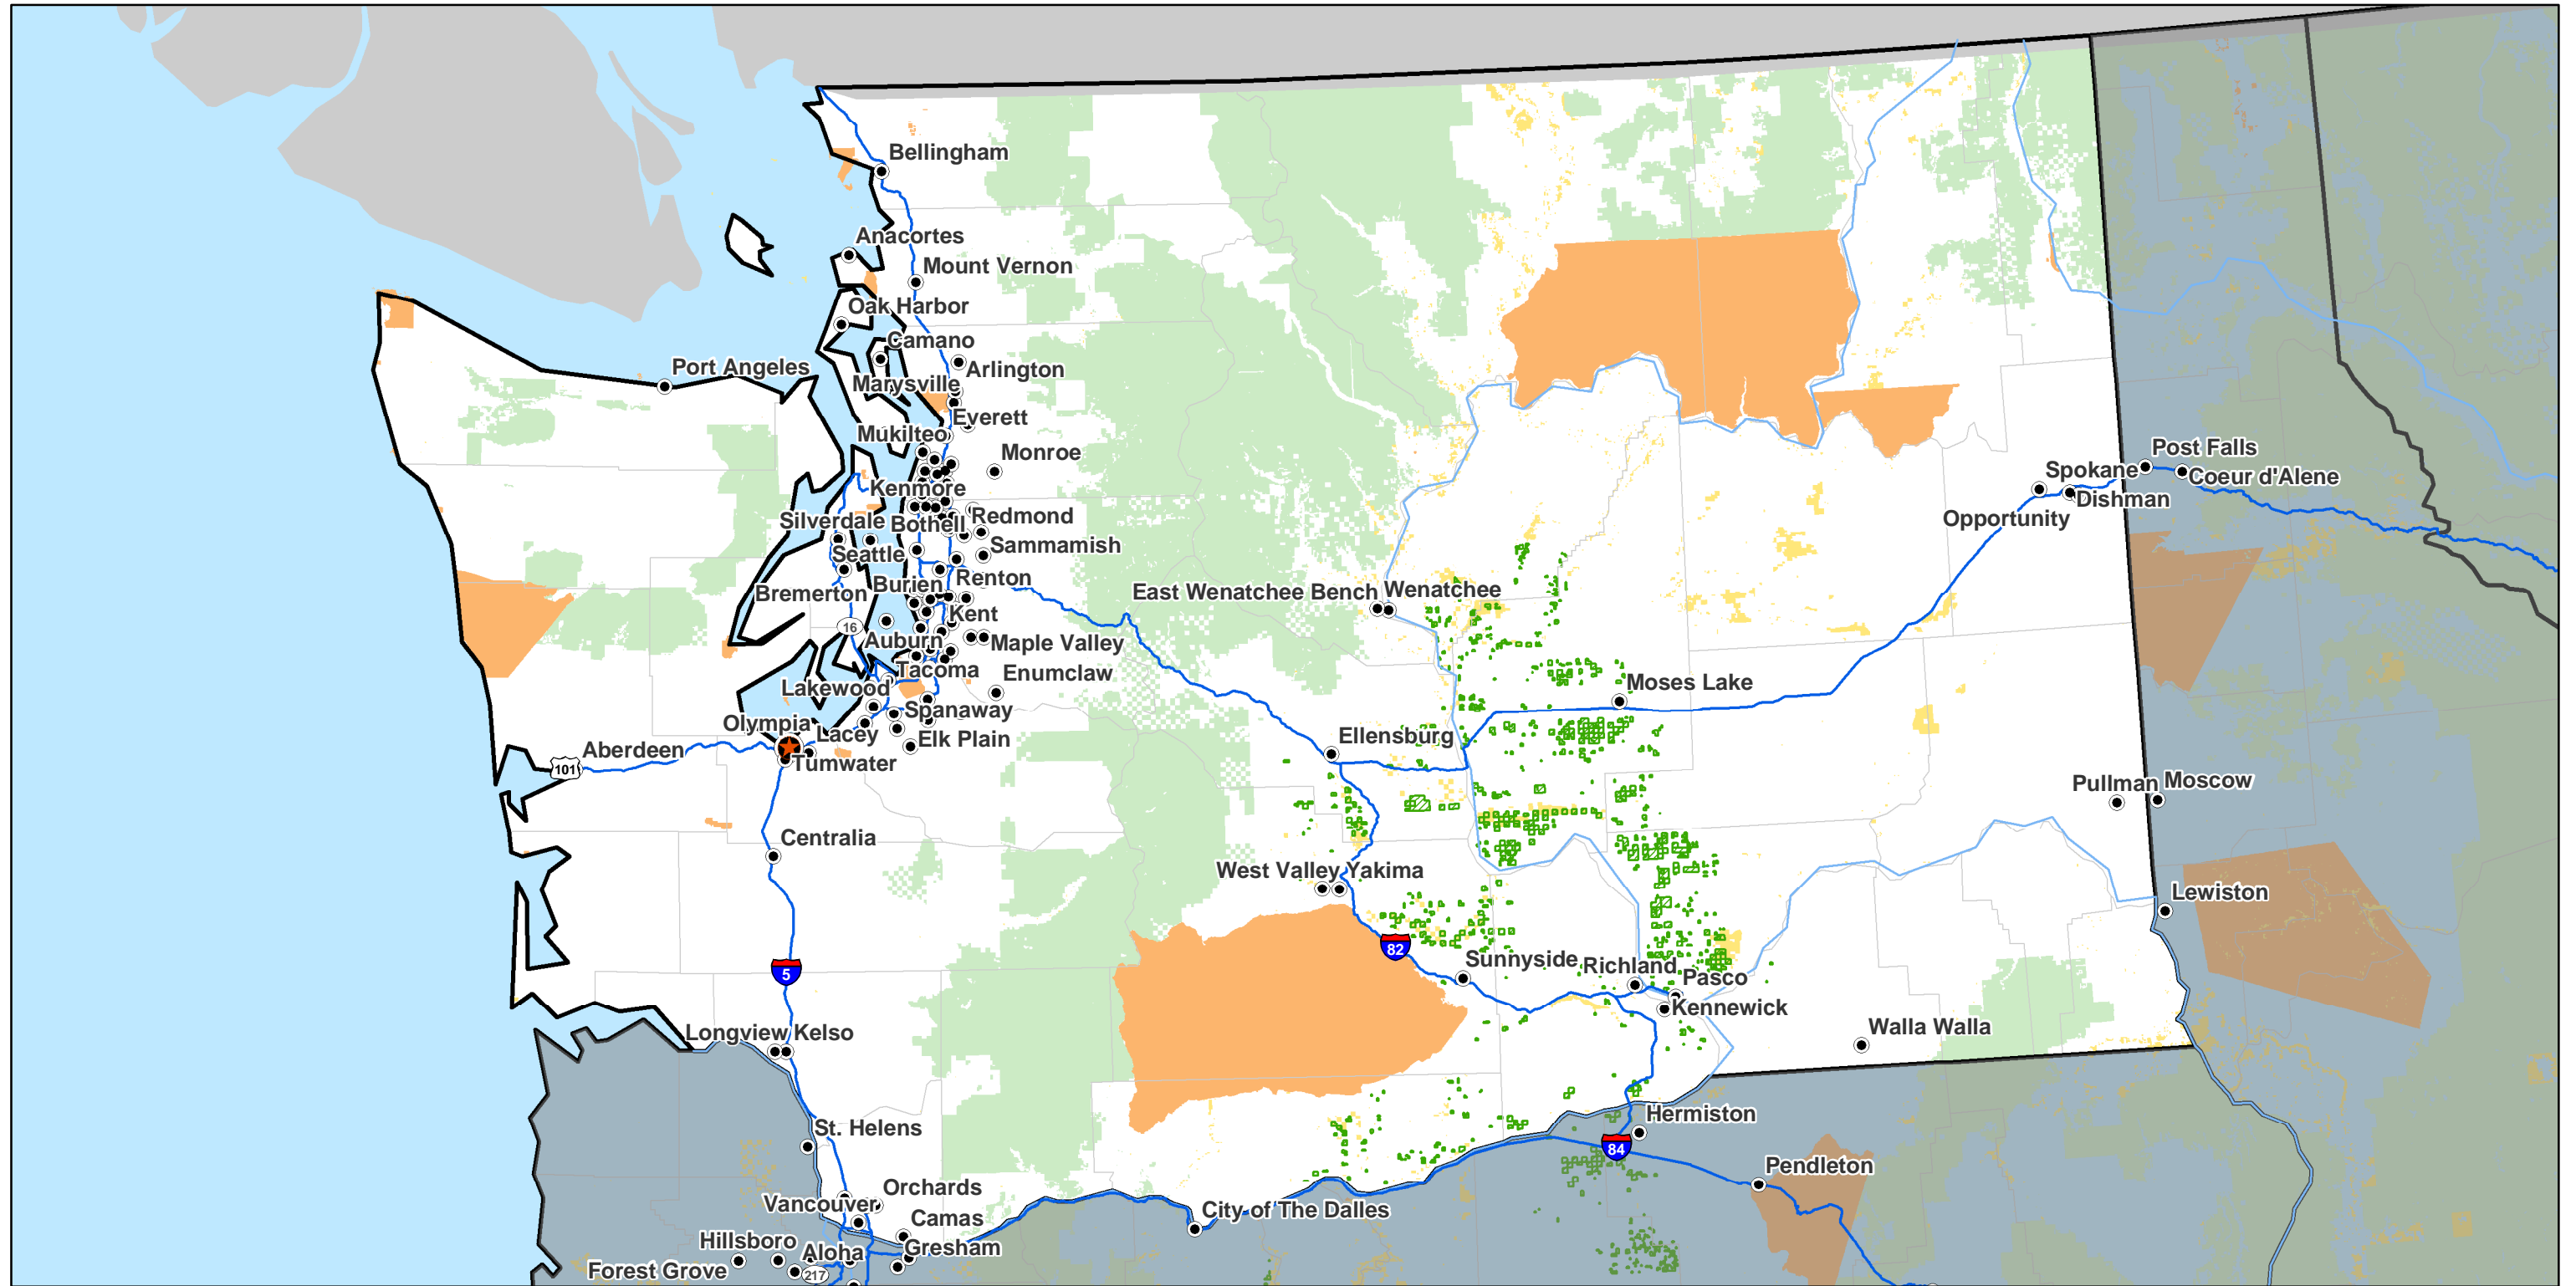 Bellingham
Anacortes
Mount Vernon
Oak Harbor
Camano
Port Angeles
Arlington
Marysville
Everett
Mukilteo
Monroe
Kenmore
Silverdale
Bothell
Redmond
Seattle
Sammamish
Bremerton
Burien
Renton
Kent
16
Auburn
Maple Valley
Tacoma
Enumclaw
Lakewood
Spanaway
Olympia
Lacey
Elk Plain
Aberdeen
101
Tumwater
Centralia
5
Longview
Kelso
St. Helens
Vancouver
Orchards
Camas
Hillsboro
Aloha
Gresham
Forest Grove
217
City of The Dalles
East Wenatchee Bench
Wenatchee
Ellensburg
Moses Lake
West Valley
Yakima
82
Sunnyside
Richland
Pasco
Kennewick
Walla Walla
Hermiston
84
Pendleton
Spokane
Post Falls
Coeur d'Alene
Dishman
Opportunity
Pullman
Moscow
Lewiston